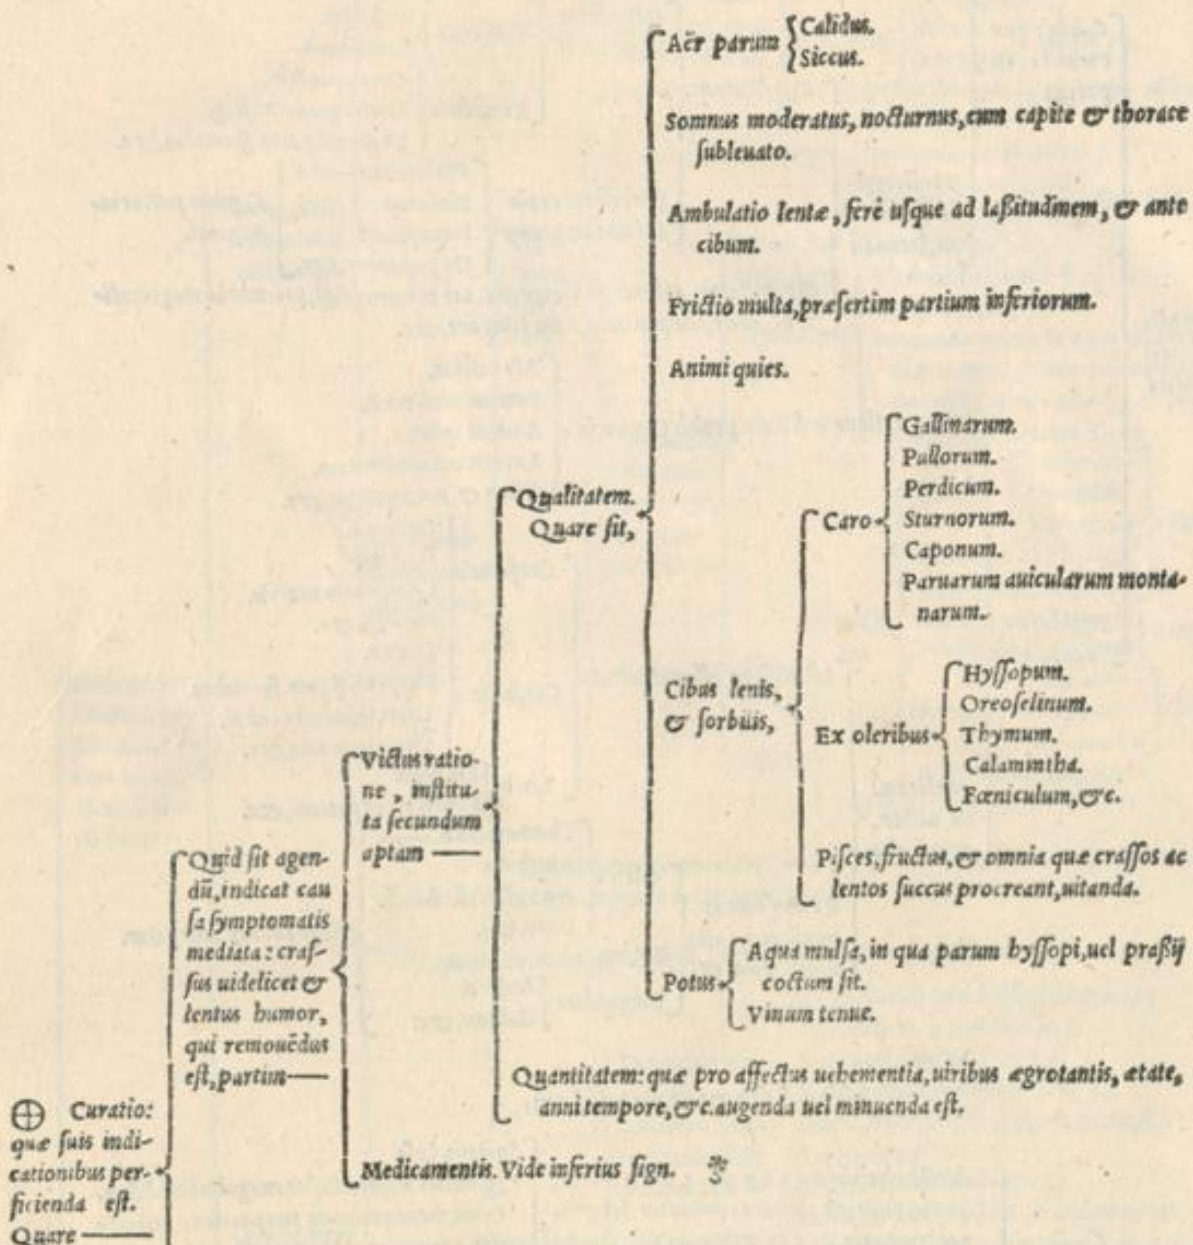 Aër parum
Calidus.
Siccus.
Somnus moderatus, nocturnus, cum capite & thorace
subleuato.
Ambulatio lentæ, ferè usque ad laßitudinem, & ante
cibum.
Frictio multa, præsertim partium inferiorum.
Animi quies.
Gallinarum.
Pullorum.
Perdicum.
Caro
Sturnorum.
Caponum.
Paruarum auicularum monta-
narum.
Qualitatem.
Quare sit,
Cibus lenis,
& sorbilis,
Hyssopum.
Oreoselinum.
Ex oleribus
Thymum.
Calamintha.
Fœniculum, &c.
Pisces, fructus, & omnia quæ crassos ac
lentos succus procreant, uitanda.
Potus
Aqua mulsa, in qua parum hyssopi, uel praßij
coctum sit.
Vinum tenue.
Victus ratio-
ne, institu-
ta secundum
aptam
Quantitatem: quæ pro affectus uehementia, uiribus ægrotantis, ætate,
anni tempore, &c. augenda uel minuenda est.
Quid sit agen-
dū, indicat cau
sa symptomatis
mediata: cras-
sus uidelicet &
lentus humor,
qui remouēdus
est, partim
Medicamentis. Vide inferius sign.
⊕ Curatio:
quæ suis indi-
cationibus per-
ficienda est.
Quare